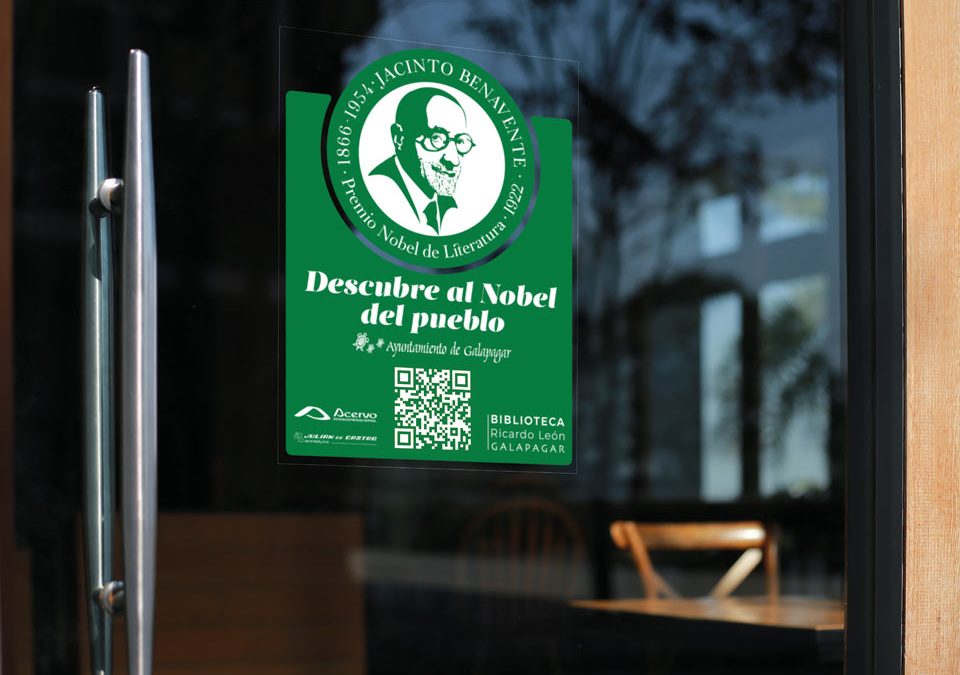 1866-1954·JACINTO BENAVENTE·
Premio Nobel de Literatura·1922
Descubre al Nobel
del pueblo
Ayuntamiento de Galapagar
Acervo
JULIÁN DE CASTRO
BIBLIOTECA
Ricardo León
GALAPAGAR